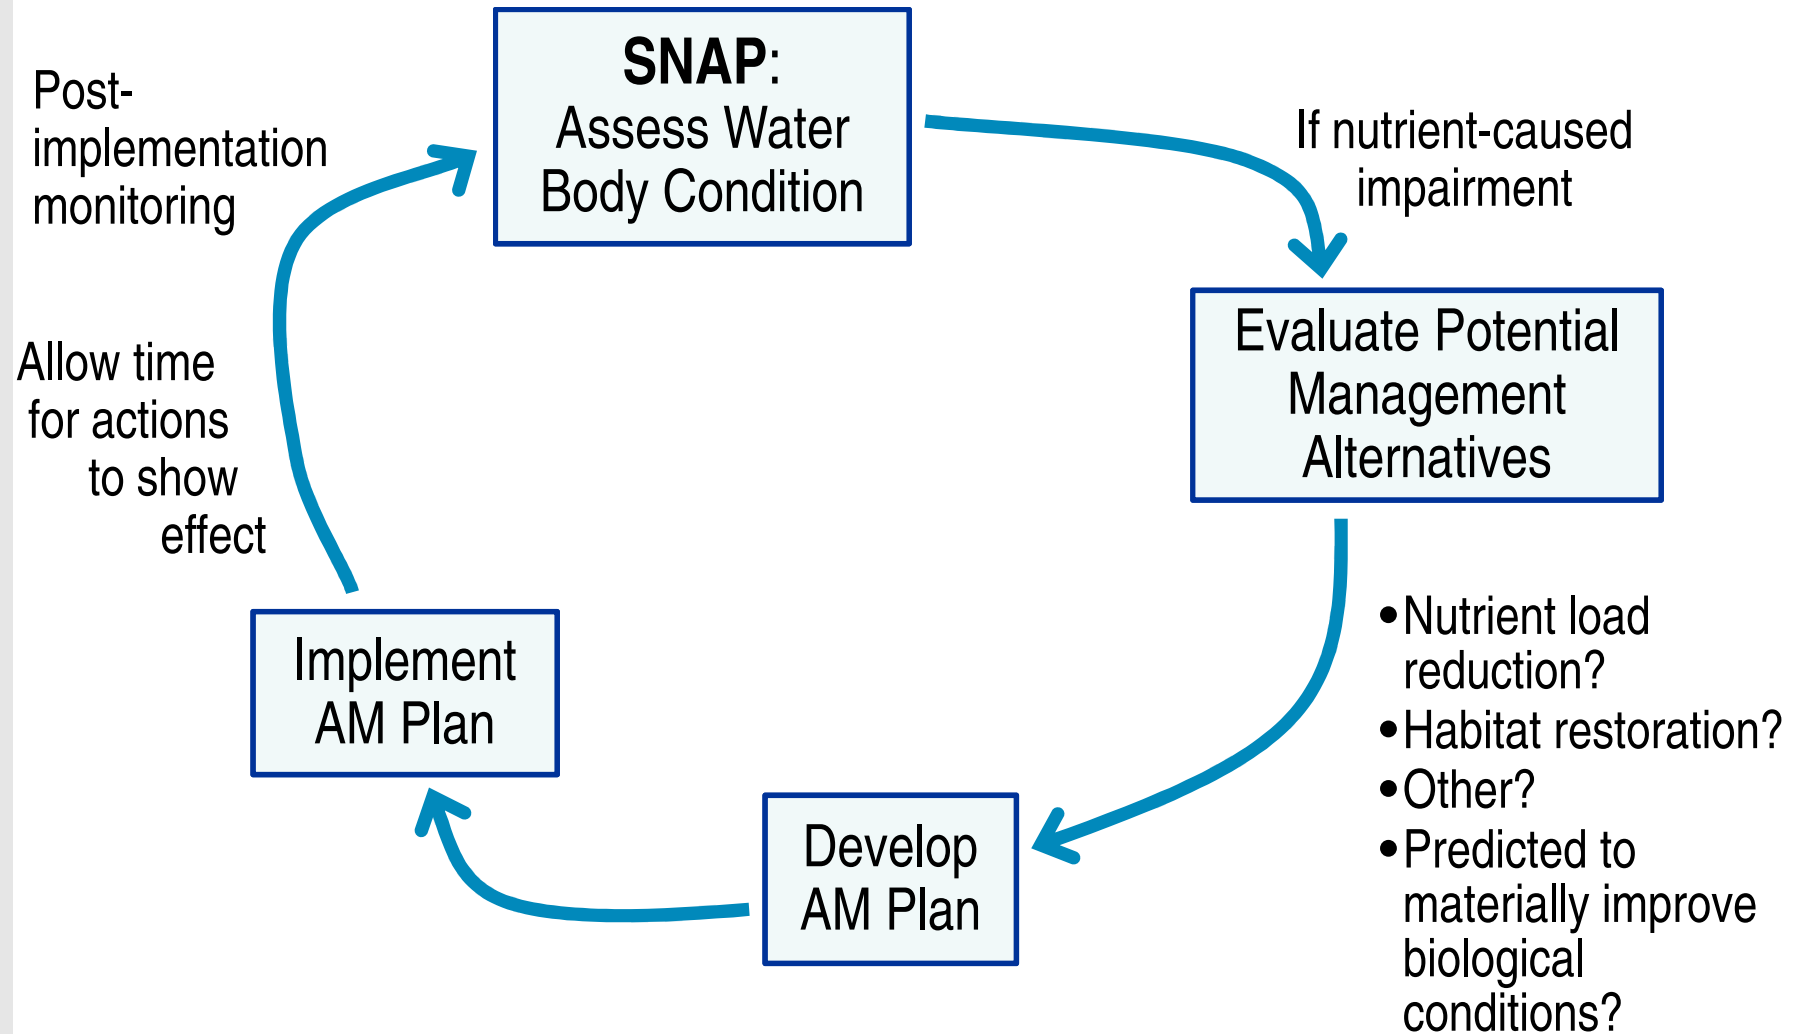 SNAP:
Assess Water
Body Condition
If nutrient-caused
impairment
Evaluate Potential
Management
Alternatives
•Nutrient load
reduction?
•Habitat restoration?
•Other?
•Predicted to
materially improve
biological
conditions?
Develop
AM Plan
Implement
AM Plan
Allow time
for actions
to show
effect
Post-
implementation
monitoring